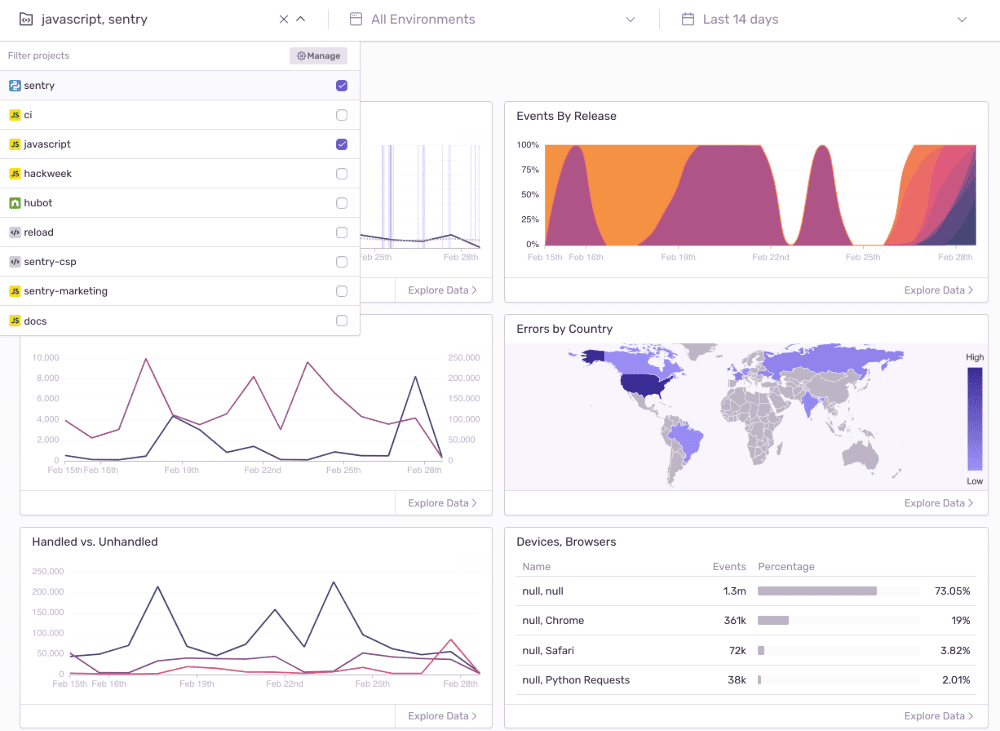 javascript, sentry
All Environments
Last 14 days
Filter projects
Manage
sentry
JS ci
JS javascript
JS hackweek
hubot
</> reload
</> sentry-csp
JS sentry-marketing
JS docs
Feb 25th Feb 28th
Explore Data >
Events By Release
100%
75%
50%
25%
0%
Feb 15th Feb 16th Feb 19th Feb 22nd Feb 25th Feb 28th
Explore Data >
10,000 250,000
8,000 200,000
6,000 150,000
4,000 100,000
2,000 50,000
0 0
Feb 15th Feb 16th Feb 19th Feb 22nd Feb 25th Feb 28th
Explore Data >
Errors by Country
High
Low
Explore Data >
Handled vs. Unhandled
250,000
200,000
150,000
100,000
50,000
0
Feb 15th Feb 16th Feb 19th Feb 22nd Feb 25th Feb 28th
Explore Data >
Devices, Browsers
Name Events Percentage
null, null 1.3m 73.05%
null, Chrome 361k 19%
null, Safari 72k 3.82%
null, Python Requests 38k 2.01%
Explore Data >